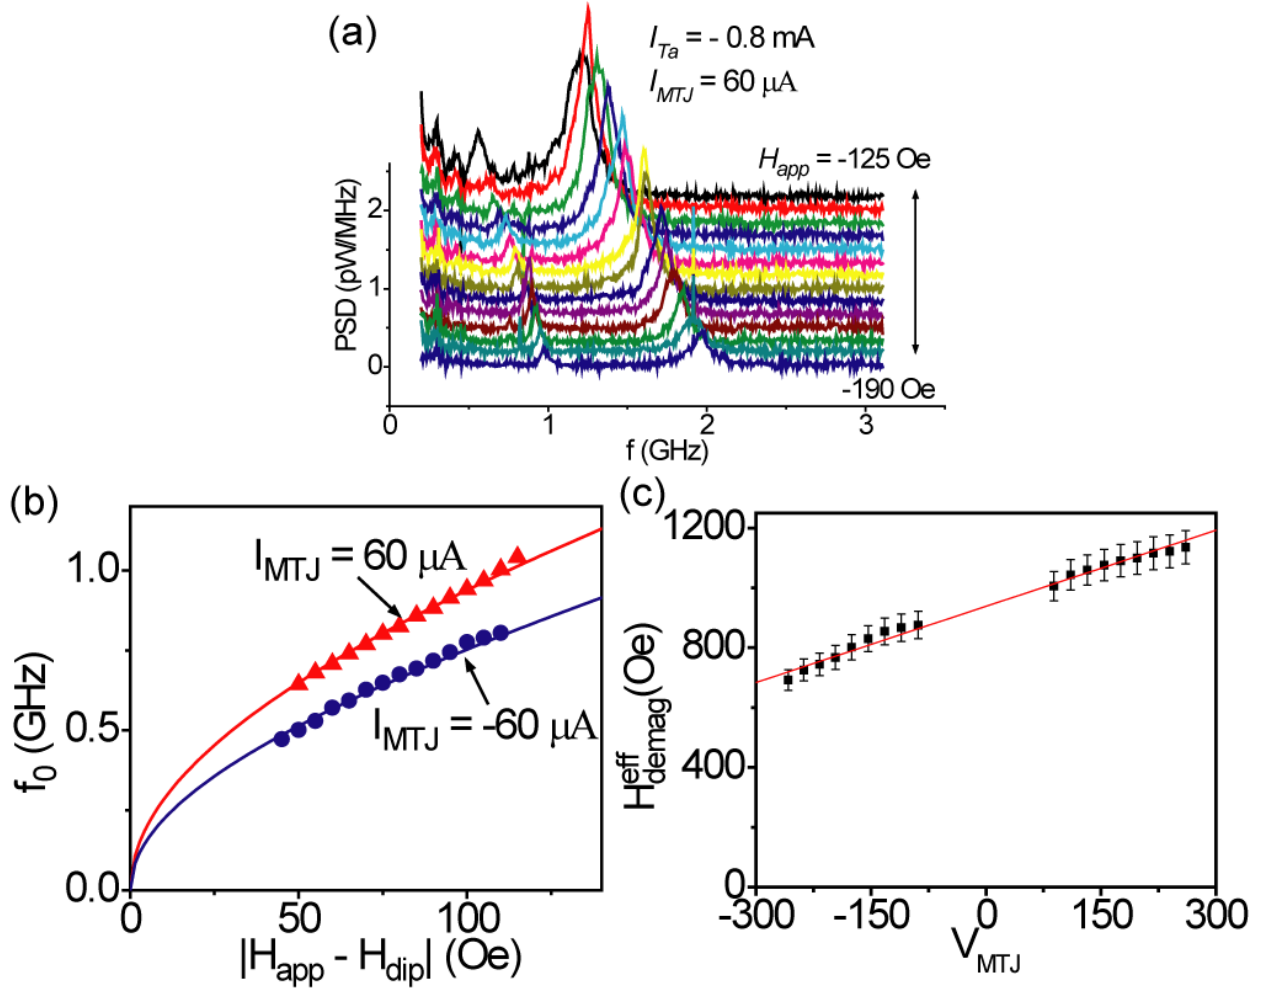 (a)
I_Ta = - 0.8 mA
I_MTJ = 60 μA
H_app = -125 Oe
-190 Oe
PSD (pW/MHz)
2
1
0
0 1 2 3
f (GHz)
(b)
I_MTJ = 60 μA
I_MTJ = -60 μA
f_0 (GHz)
1.0
0.5
0.0
0 50 100
|H_app - H_dip| (Oe)
(c)
H^eff_demag (Oe)
1200
800
400
0
-300 -150 0 150 300
V_MTJ